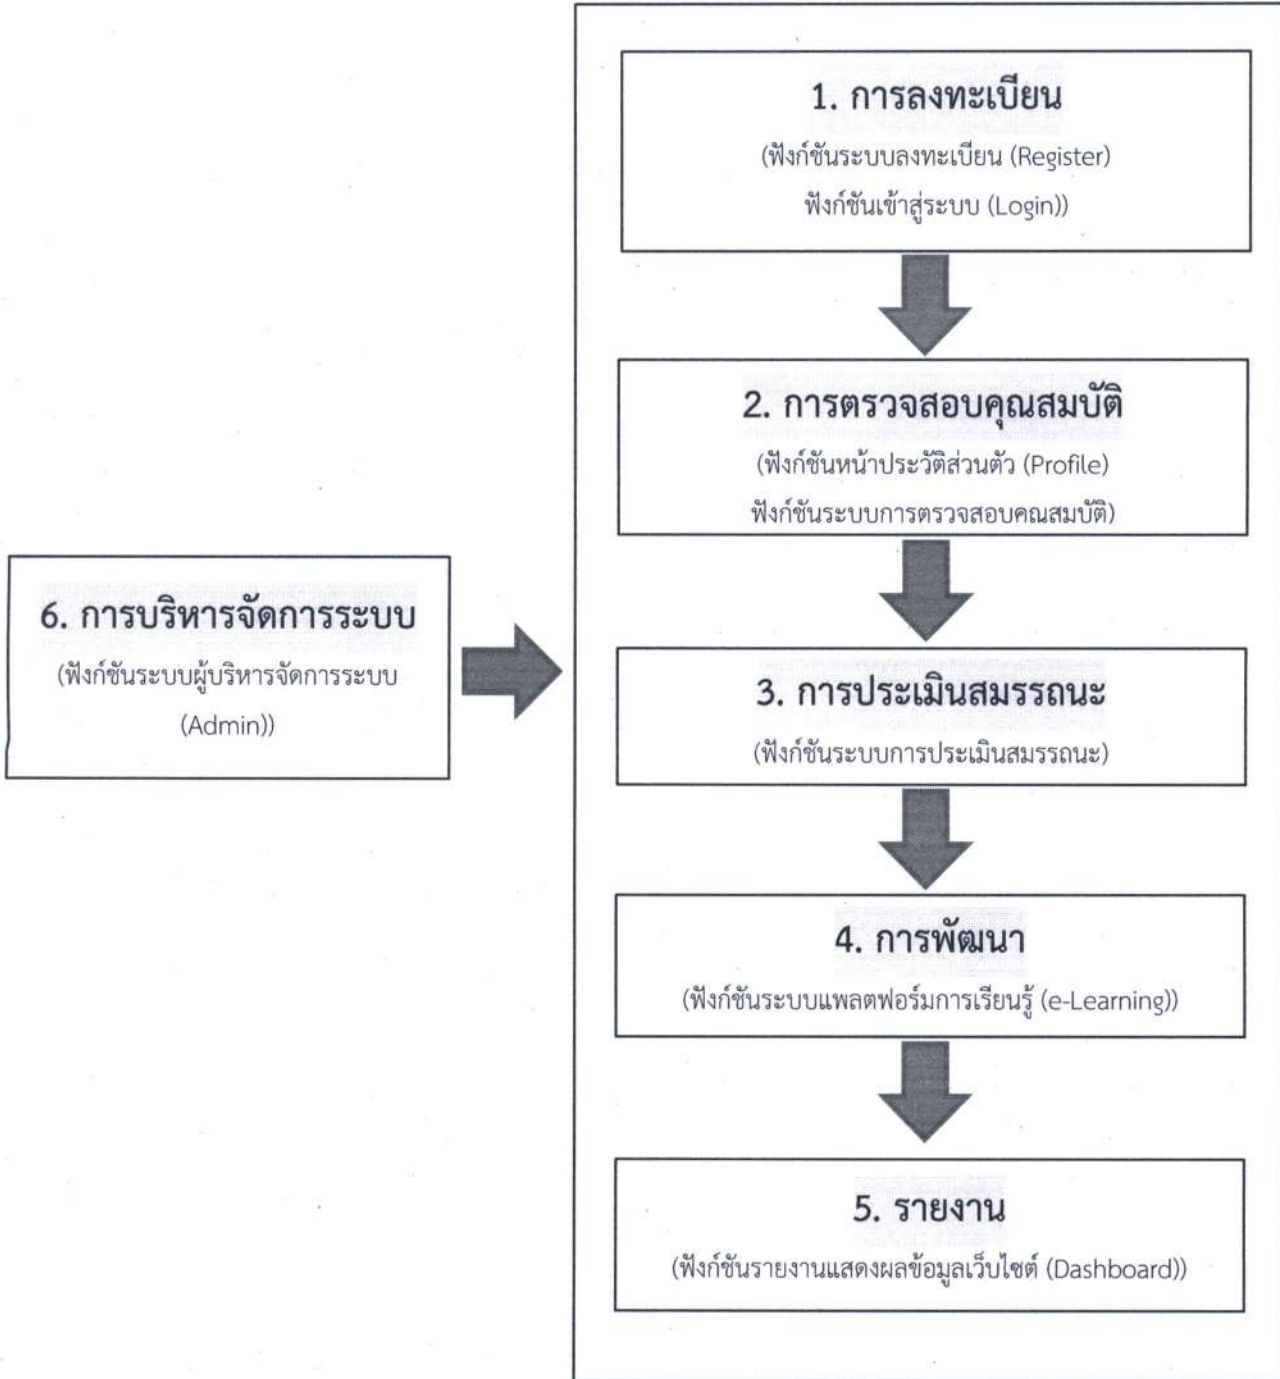 1. การลงทะเบียน
(ฟังก์ชันระบบลงทะเบียน (Register)
ฟังก์ชันเข้าสู่ระบบ (Login))
2. การตรวจสอบคุณสมบัติ
(ฟังก์ชันหน้าประวัติส่วนตัว (Profile)
ฟังก์ชันระบบการตรวจสอบคณสมบัติ)
6. การบริหารจัดการระบบ
(ฟังก์ชันระบบผู้บริหารจัดการระบบ
(Admin))
3. การประเมินสมรรถนะ
(ฟังก์ชันระบบการประเมินสมรรถนะ)
4. การพัฒนา
(ฟังก์ชันระบบแพลตฟอร์มการเรียนรู้ (e-Learning))
5. รายงาน
(ฟังก์ชันรายงานแสดงผลข้อมูลเว็บไซต์ (Dashboard))